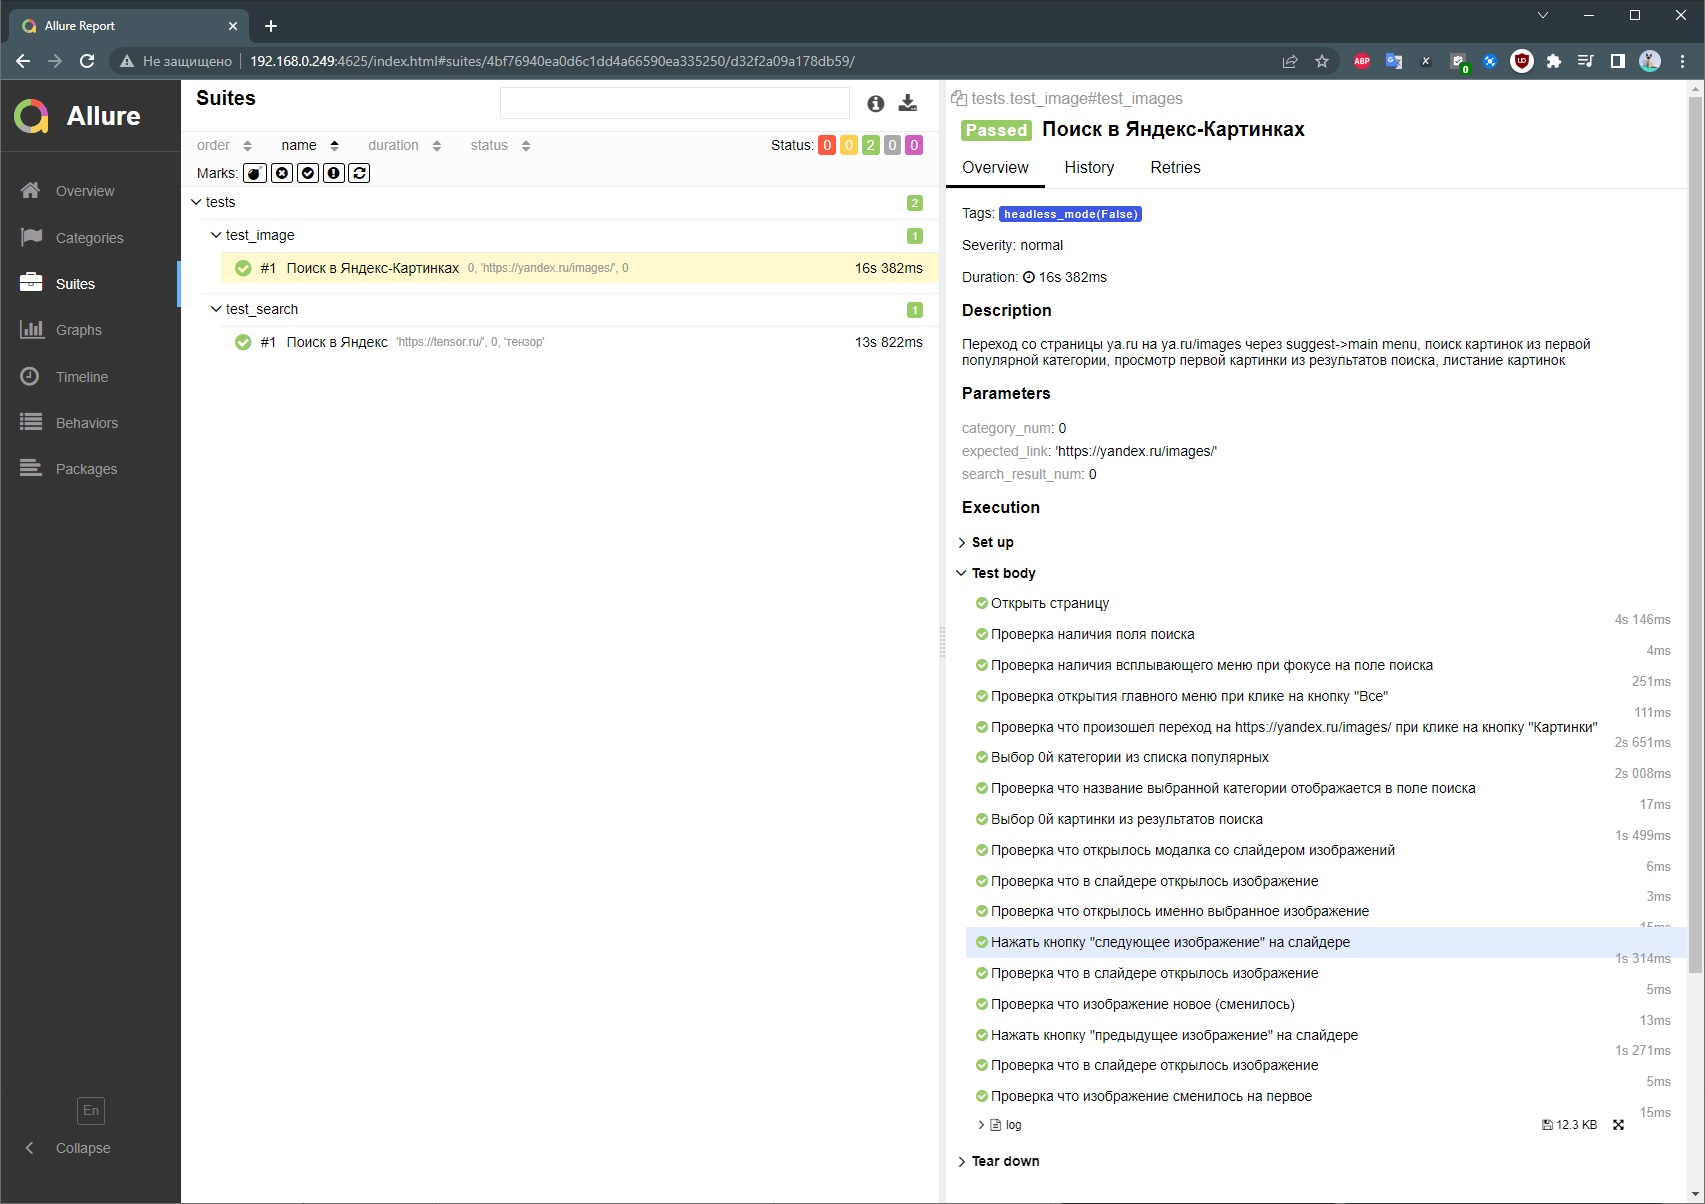 Allure Report
Не защищено
192.168.0.249:4625/index.html#suites/4bf76940ea0d6c1dd4a66590ea335250/d32f2a09a178db59/
ABP
0
Allure
Overview
Categories
Suites
Graphs
Timeline
Behaviors
Packages
En
Collapse
Suites
order name duration status
Status: 0 0 2 0 0
Marks:
tests 2
test_image 1
#1 Поиск в Яндекс-Картинках 0, 'https://yandex.ru/images/', 0 16s 382ms
test_search 1
#1 Поиск в Яндекс 'https://tensor.ru/', 0, 'тензор' 13s 822ms
tests.test_image#test_images
Passed Поиск в Яндекс-Картинках
Overview History Retries
Tags: headless_mode(False)
Severity: normal
Duration: 16s 382ms
Description
Переход со страницы ya.ru на ya.ru/images через suggest->main menu, поиск картинок из первой
популярной категории, просмотр первой картинки из результатов поиска, листание картинок
Parameters
category_num: 0
expected_link: 'https://yandex.ru/images/'
search_result_num: 0
Execution
Set up
Test body
Открыть страницу
4s 146ms
Проверка наличия поля поиска
4ms
Проверка наличия всплывающего меню при фокусе на поле поиска
251ms
Проверка открытия главного меню при клике на кнопку "Все"
111ms
Проверка что произошел переход на https://yandex.ru/images/ при клике на кнопку "Картинки"
2s 651ms
Выбор 0й категории из списка популярных
2s 008ms
Проверка что название выбранной категории отображается в поле поиска
17ms
Выбор 0й картинки из результатов поиска
1s 499ms
Проверка что открылось модалка со слайдером изображений
6ms
Проверка что в слайдере открылось изображение
3ms
Проверка что открылось именно выбранное изображение
15ms
Нажать кнопку "следующее изображение" на слайдере
1s 314ms
Проверка что в слайдере открылось изображение
5ms
Проверка что изображение новое (сменилось)
13ms
Нажать кнопку "предыдущее изображение" на слайдере
1s 271ms
Проверка что в слайдере открылось изображение
5ms
Проверка что изображение сменилось на первое
15ms
log 12.3 KB
Tear down